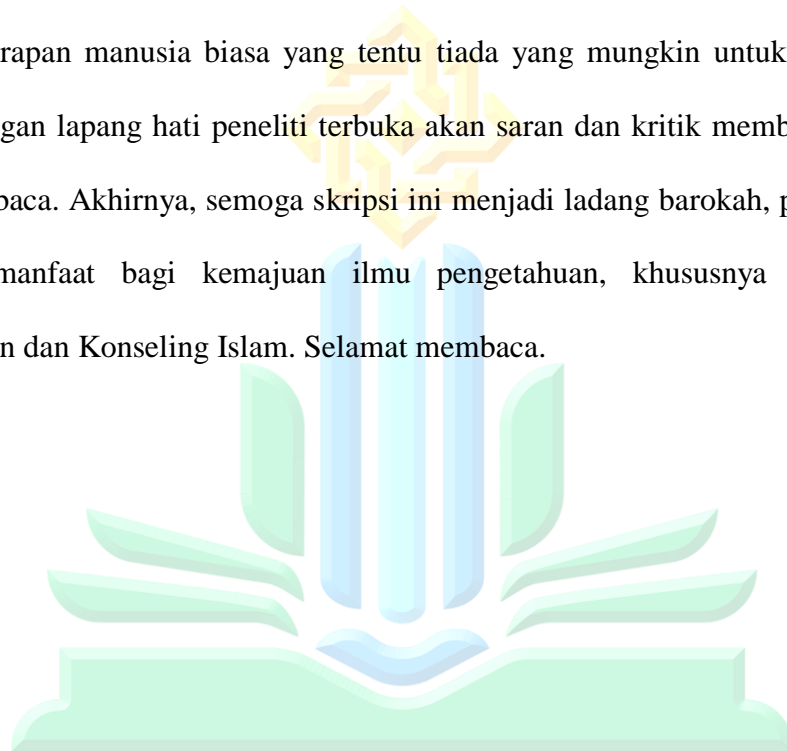 rapan manusia biasa yang tentu tiada yang mungkin untuk
gan lapang hati peneliti terbuka akan saran dan kritik memb
baca. Akhirnya, semoga skripsi ini menjadi ladang barokah, p
manfaat bagi kemajuan ilmu pengetahuan, khususnya
n dan Konseling Islam. Selamat membaca.